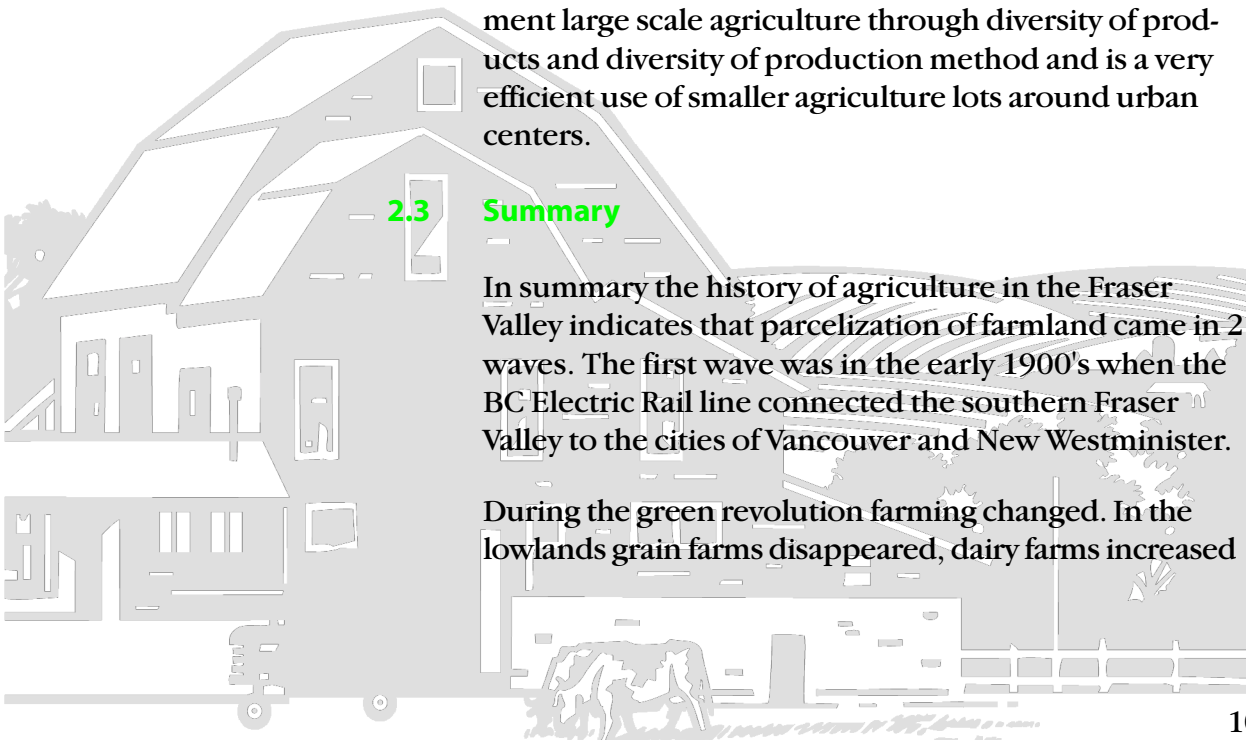 ment large scale agriculture through diversity of prod-
ucts and diversity of production method and is a very
efficient use of smaller agriculture lots around urban
centers.
2.3 Summary
In summary the history of agriculture in the Fraser
Valley indicates that parcelization of farmland came in 2
waves. The first wave was in the early 1900's when the
BC Electric Rail line connected the southern Fraser
Valley to the cities of Vancouver and New Westminister.
During the green revolution farming changed. In the
lowlands grain farms disappeared, dairy farms increased